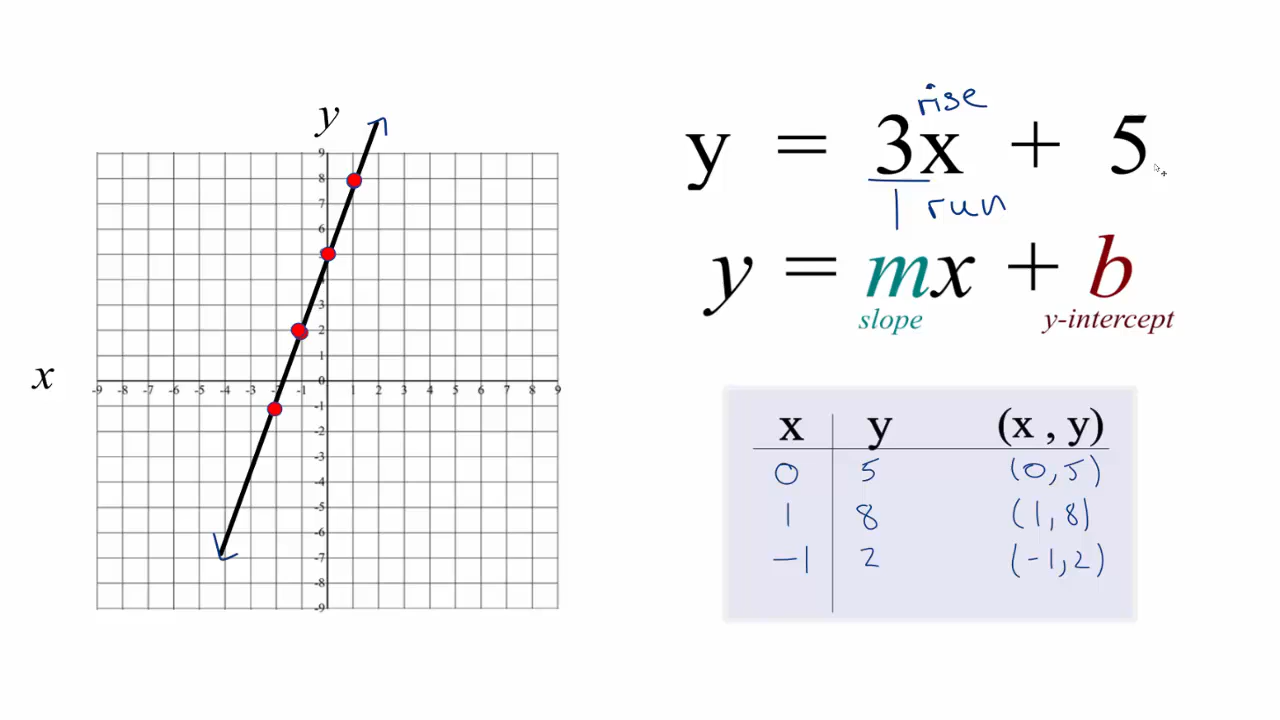 y
9
8
7
6
5
4
3
2
1
0
-9 -8 -7 -6 -5 -4 -3 -2 -1 1 2 3 4 5 6 7 8 9
x
-1
-2
-3
-4
-5
-6
-7
-8
-9
rise
y = 3x + 5
1 run
y = mx + b
slope y-intercept
x y (x , y)
0 5 (0,5)
1 8 (1,8)
-1 2 (-1,2)